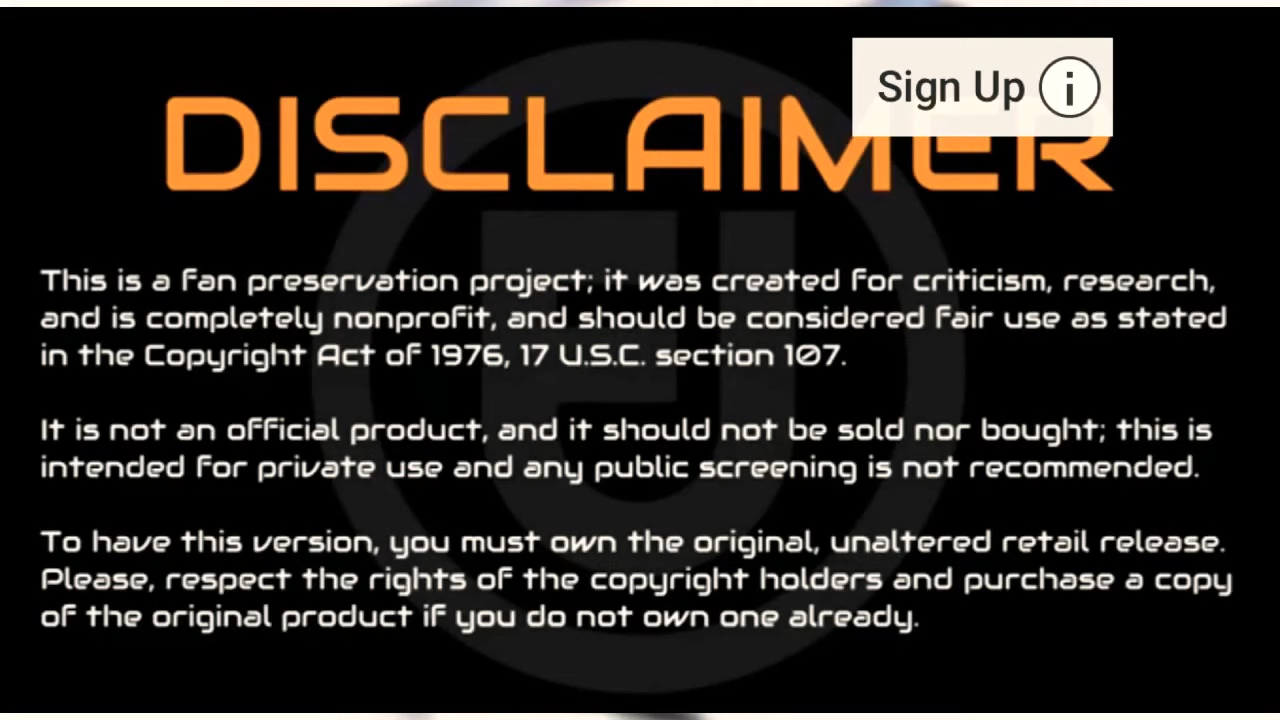 Sign Up i
DISCLAIMER
This is a fan preservation project; it was created for criticism, research,
and is completely nonprofit, and should be considered fair use as stated
in the Copyright Act of 1976, 17 U.S.C. section 107.
It is not an official product, and it should not be sold nor bought; this is
intended for private use and any public screening is not recommended.
To have this version, you must own the original, unaltered retail release.
Please, respect the rights of the copyright holders and purchase a copy
of the original product if you do not own one already.